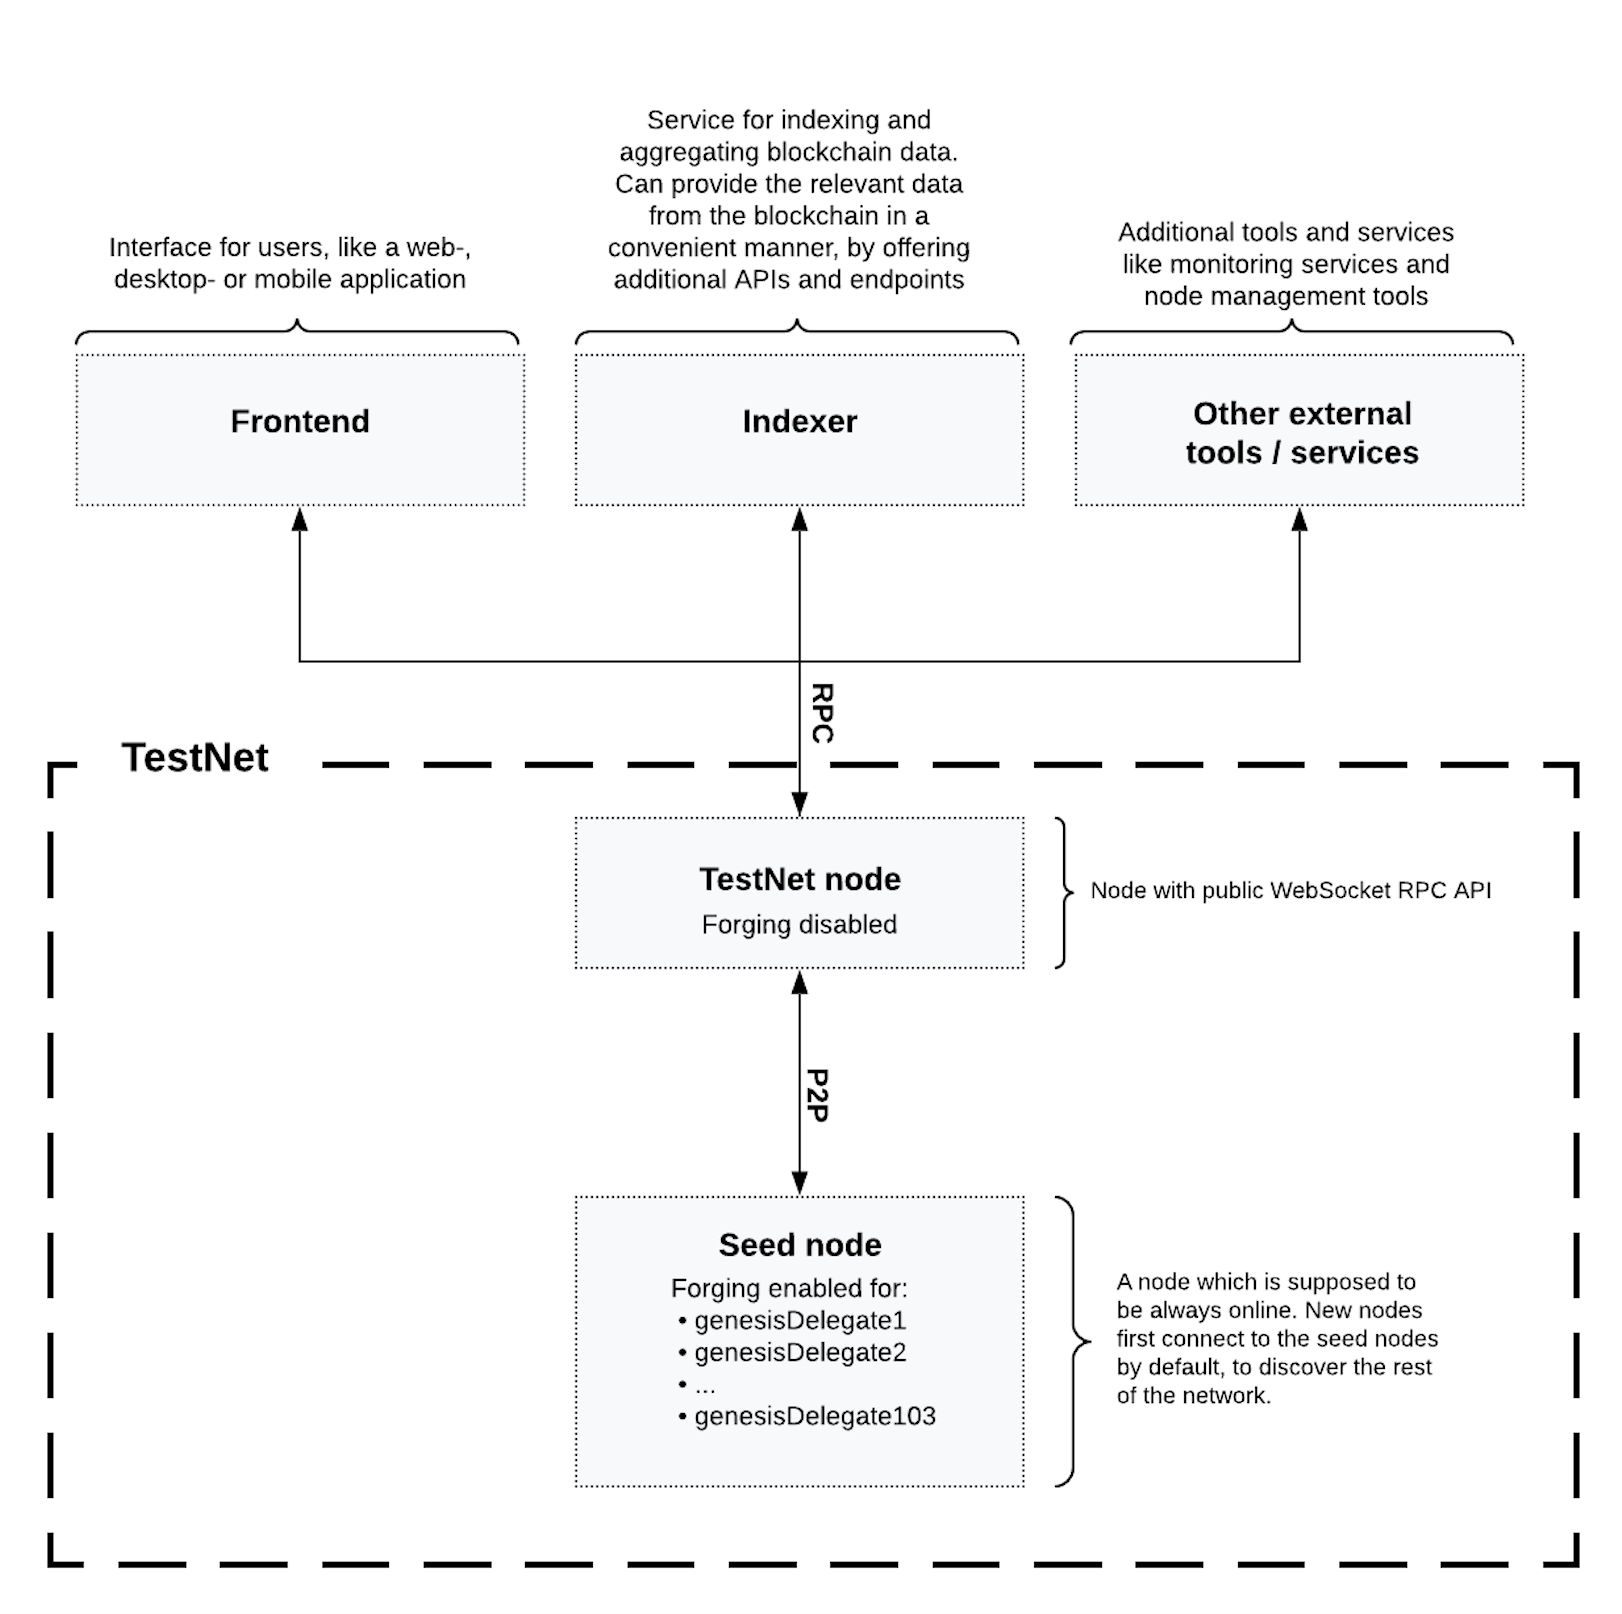 Interface for users, like a web-,
desktop- or mobile application
Service for indexing and
aggregating blockchain data.
Can provide the relevant data
from the blockchain in a
convenient manner, by offering
additional APIs and endpoints
Additional tools and services
like monitoring services and
node management tools
Frontend
Indexer
Other external
tools / services
RPC
TestNet
TestNet node
Forging disabled
Node with public WebSocket RPC API
P2P
Seed node
Forging enabled for:
• genesisDelegate1
• genesisDelegate2
• ...
• genesisDelegate103
A node which is supposed to
be always online. New nodes
first connect to the seed nodes
by default, to discover the rest
of the network.